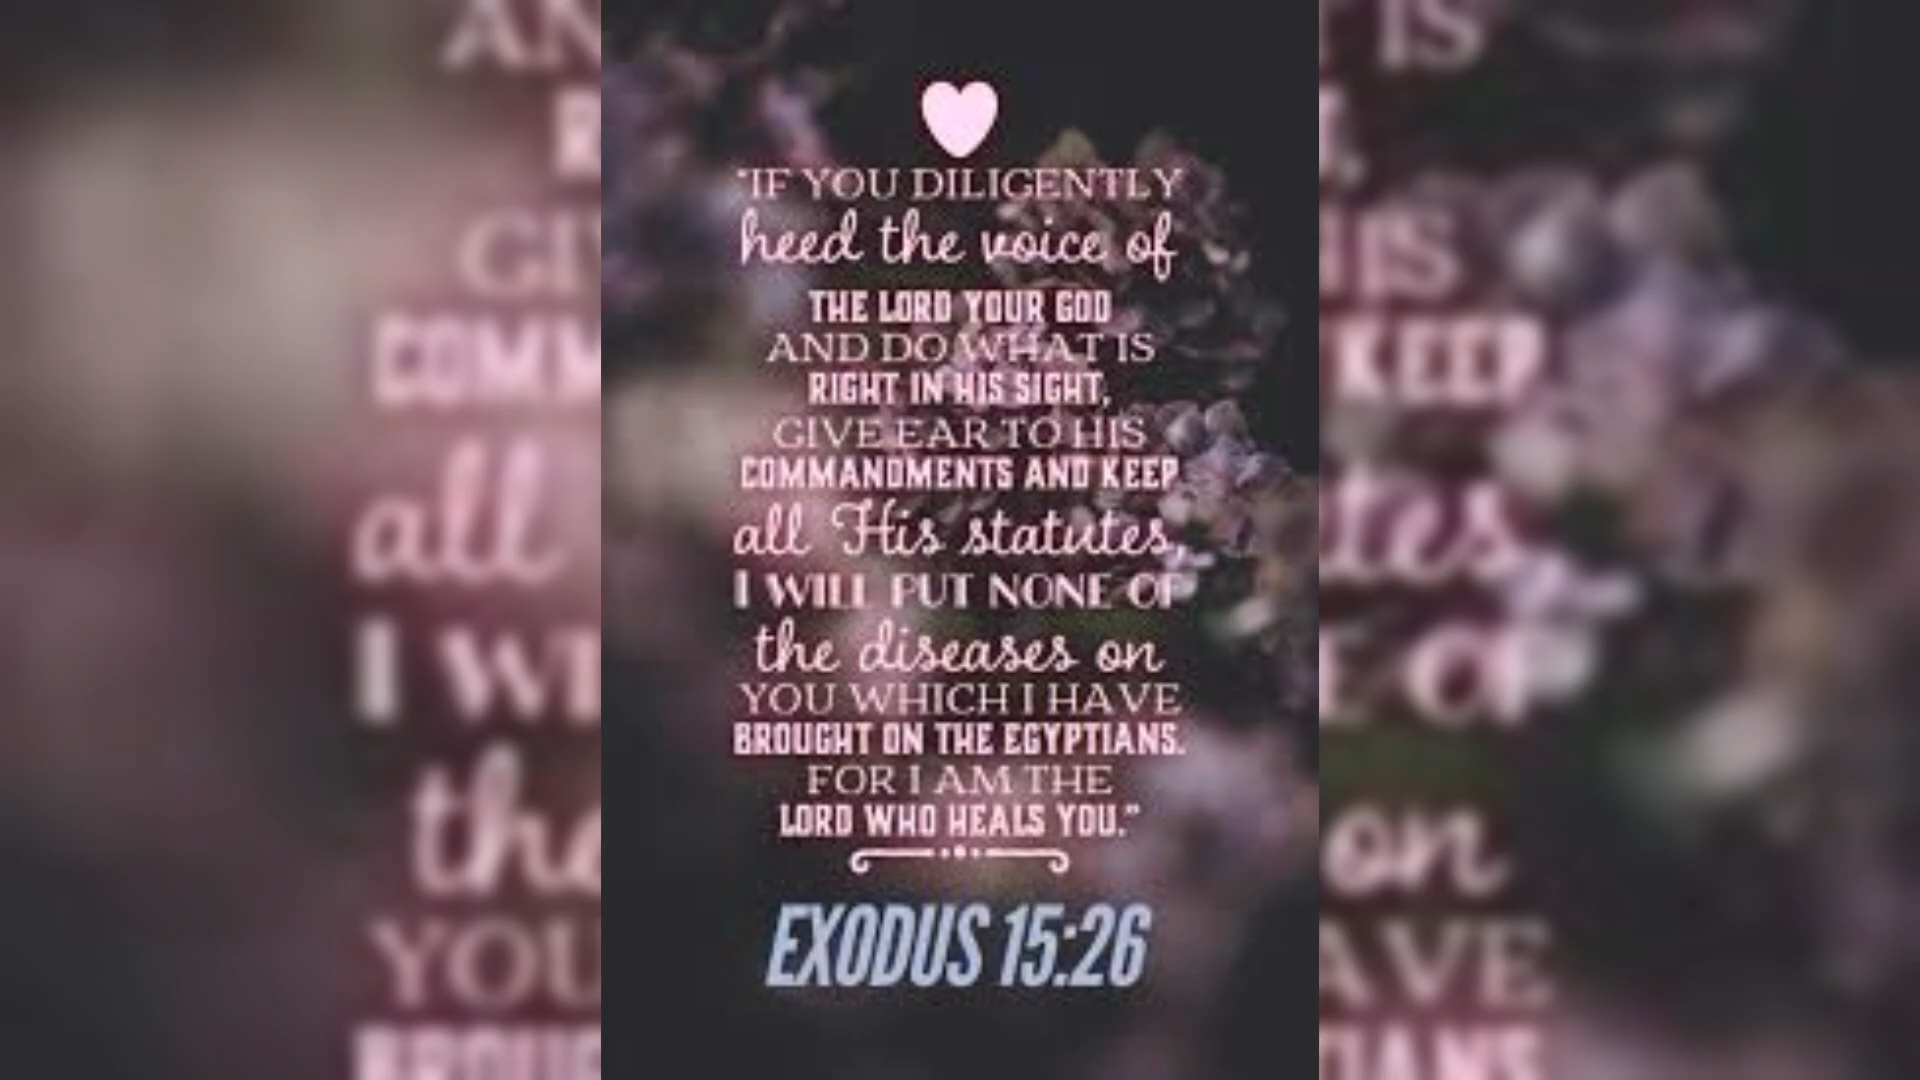 "IF YOU DILIGENTLY
heed the voice of
THE LORD YOUR GOD
AND DO WHAT IS
RIGHT IN HIS SIGHT,
GIVE EAR TO HIS
COMMANDMENTS AND KEEP
all His statutes,
I WILL PUT NONE OF
the diseases on
YOU WHICH I HAVE
BROUGHT ON THE EGYPTIANS.
FOR I AM THE
LORD WHO HEALS YOU."
EXODUS 15:26